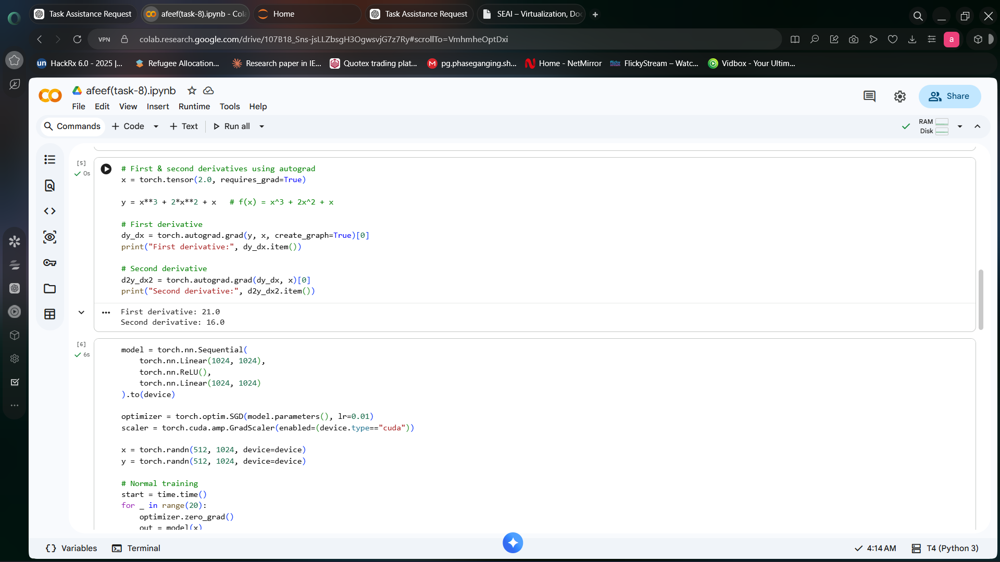 Task Assistance Request
afeef(task-8).ipynb - Cola
Home
Task Assistance Request
SEAI – Virtualization, Doc
VPN
colab.research.google.com/drive/107B18_Sns-jsLLZbsgH3OgwsvjG7z7Ry#scrollTo=VmhmheOptDxi
a
un HackRx 6.0 - 2025 |...
Refugee Allocation...
Research paper in IE...
Quotex trading plat...
M pg.phaseganging.sh...
Home - NetMirror
FlickyStream – Watc...
Vidbox - Your Ultim...
afeef(task-8).ipynb
File Edit View Insert Runtime Tools Help
Share
Commands + Code + Text Run all
RAM
Disk
[5]
0s
# First & second derivatives using autograd
x = torch.tensor(2.0, requires_grad=True)
y = x**3 + 2*x**2 + x   # f(x) = x^3 + 2x^2 + x
# First derivative
dy_dx = torch.autograd.grad(y, x, create_graph=True)[0]
print("First derivative:", dy_dx.item())
# Second derivative
d2y_dx2 = torch.autograd.grad(dy_dx, x)[0]
print("Second derivative:", d2y_dx2.item())
First derivative: 21.0
Second derivative: 16.0
[6]
6s
model = torch.nn.Sequential(
    torch.nn.Linear(1024, 1024),
    torch.nn.ReLU(),
    torch.nn.Linear(1024, 1024)
).to(device)
optimizer = torch.optim.SGD(model.parameters(), lr=0.01)
scaler = torch.cuda.amp.GradScaler(enabled=(device.type=="cuda"))
x = torch.randn(512, 1024, device=device)
y = torch.randn(512, 1024, device=device)
# Normal training
start = time.time()
for _ in range(20):
    optimizer.zero_grad()
    out = model(x)
Variables
Terminal
4:14 AM
T4 (Python 3)